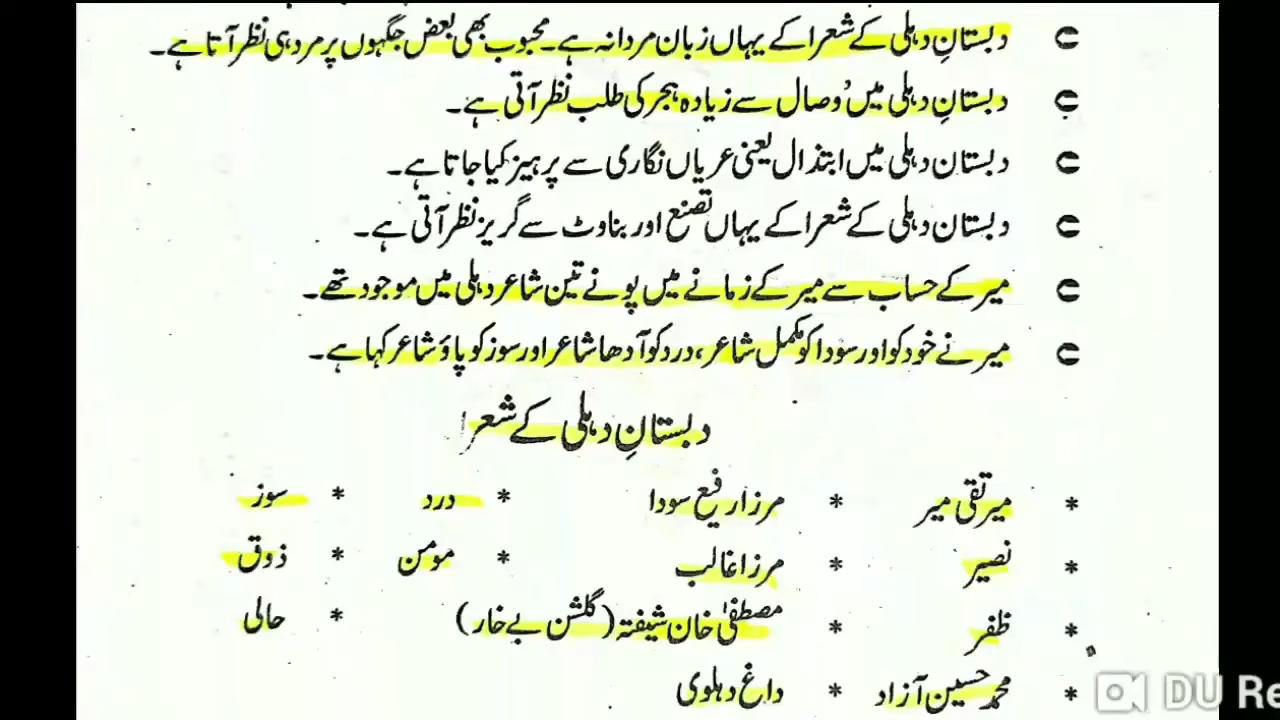 دبستانِ دہلی کے شعرا کے یہاں زبان مردانہ ہے۔ محبوب بھی بعض جگہوں پر مرد ہی نظر آتا ہے۔
دبستانِ دہلی میں وصال سے زیادہ ہجر کی طلب نظر آتی ہے۔
دبستان دہلی میں ابتذال یعنی عریاں نگاری سے پرہیز کیا جاتا ہے۔
دبستان دہلی کے شعرا کے یہاں تصنع اور بناوٹ سے گریز نظر آتی ہے۔
میر کے حساب سے میر کے زمانے میں پونے تین شاعر دہلی میں موجود تھے۔
میر نے خود کو اور سودا کو مکمل شاعر، درد کو آدھا شاعر اور سوز کو پاؤ شاعر کہا ہے۔
دبستانِ دہلی کے شعرا
* میر تقی میر * مرزا رفیع سودا * درد * سوز
* نصیر * مرزا غالب * مومن * ذوق
* ظفر * مصطفیٰ خان شیفتہ (گلشن بے خار) * حالی
* محمد حسین آزاد * داغ دہلوی
DU Re